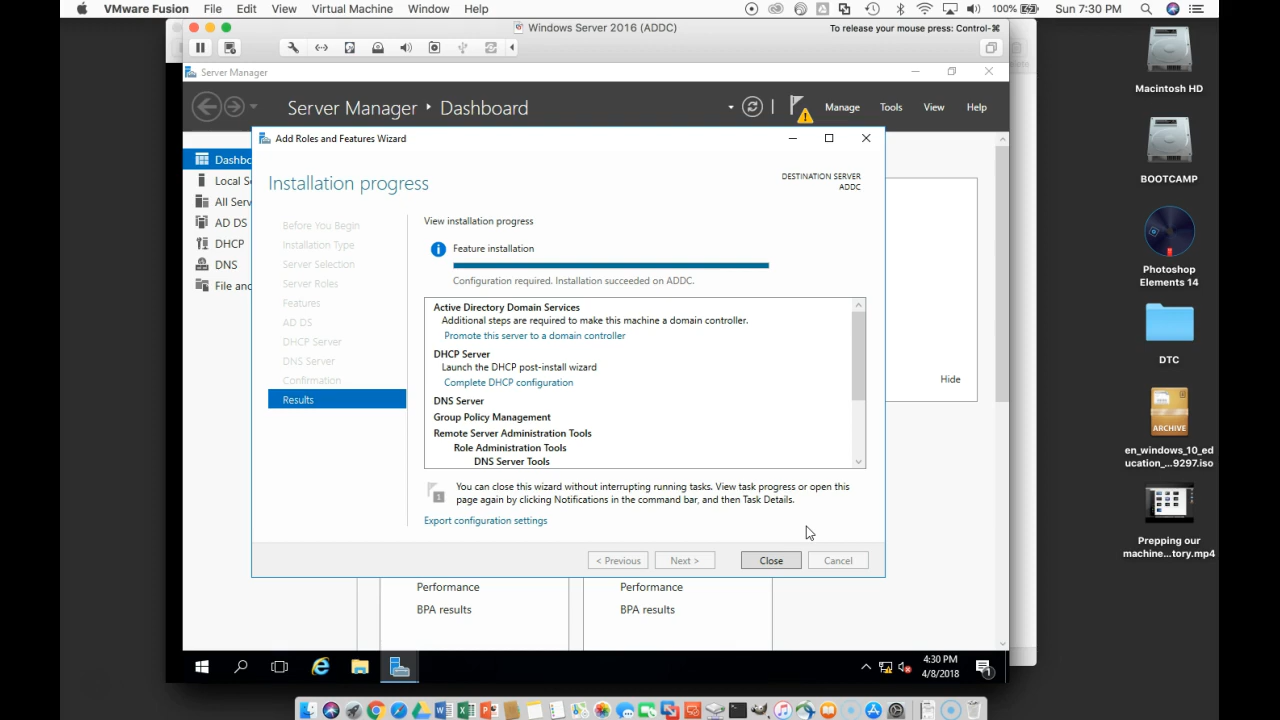 VMware Fusion File Edit View Virtual Machine Window Help 100% Sun 7:30 PM
Windows Server 2016 (ADDC) To release your mouse press: Control-⌘
Server Manager
Server Manager • Dashboard Manage Tools View Help
Add Roles and Features Wizard
Installation progress
DESTINATION SERVER
ADDC
Dashbo
Local S
All Serv
AD DS
DHCP
DNS
File and
Before You Begin
Installation Type
Server Selection
Server Roles
Features
AD DS
DHCP Server
DNS Server
Confirmation
Results
View installation progress
Feature installation
Configuration required. Installation succeeded on ADDC.
Active Directory Domain Services
Additional steps are required to make this machine a domain controller.
Promote this server to a domain controller
DHCP Server
Launch the DHCP post-install wizard
Complete DHCP configuration
DNS Server
Group Policy Management
Remote Server Administration Tools
Role Administration Tools
DNS Server Tools
1
You can close this wizard without interrupting running tasks. View task progress or open this
page again by clicking Notifications in the command bar, and then Task Details.
Export configuration settings
< Previous Next > Close Cancel
Hide
Performance Performance
BPA results BPA results
4:30 PM
4/8/2018
1
Macintosh HD
BOOTCAMP
Photoshop
Elements 14
DTC
ARCHIVE
en_windows_10_ed
ucation_...9297.iso
Prepping our
machine...tory.mp4